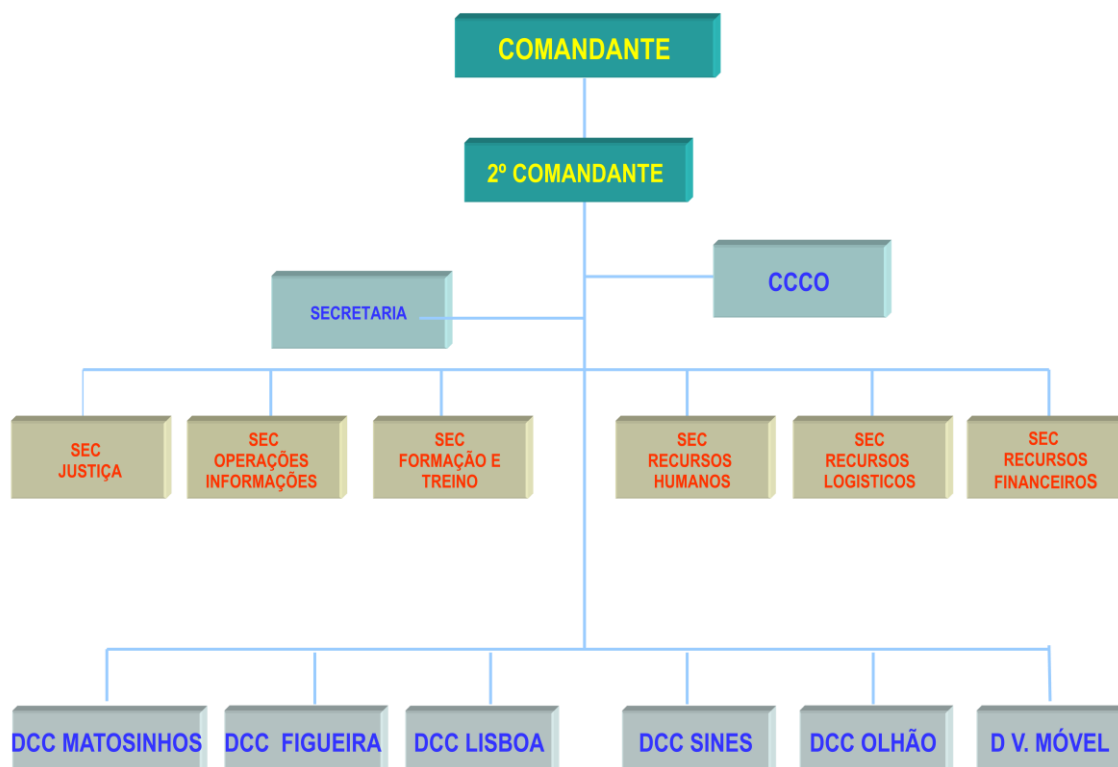 COMANDANTE
2º COMANDANTE
CCCO
SECRETARIA
SEC
JUSTIÇA
SEC
OPERAÇÕES
INFORMAÇÕES
SEC
FORMAÇÃO E
TREINO
SEC
RECURSOS
HUMANOS
SEC
RECURSOS
LOGISTICOS
SEC
RECURSOS
FINANCEIROS
DCC MATOSINHOS
DCC FIGUEIRA
DCC LISBOA
DCC SINES
DCC OLHÃO
D V. MÓVEL